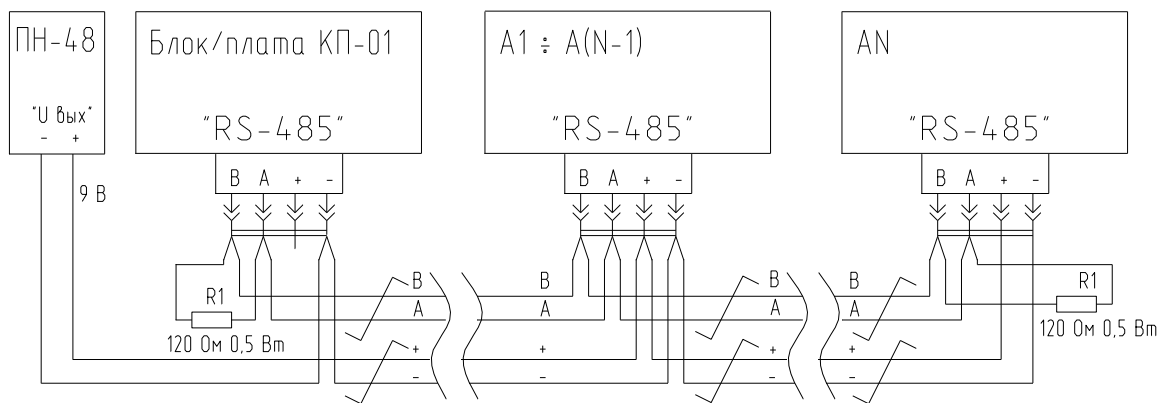 ПН-48
"U вых"
- +
9 В
Блок/плата КП-01
"RS-485"
В А + -
A1 ÷ A(N-1)
"RS-485"
В А + -
AN
"RS-485"
В А + -
R1
120 Ом 0,5 Вт
В В В В
А А А А
+ + + +
- - - -
R1
120 Ом 0,5 Вт